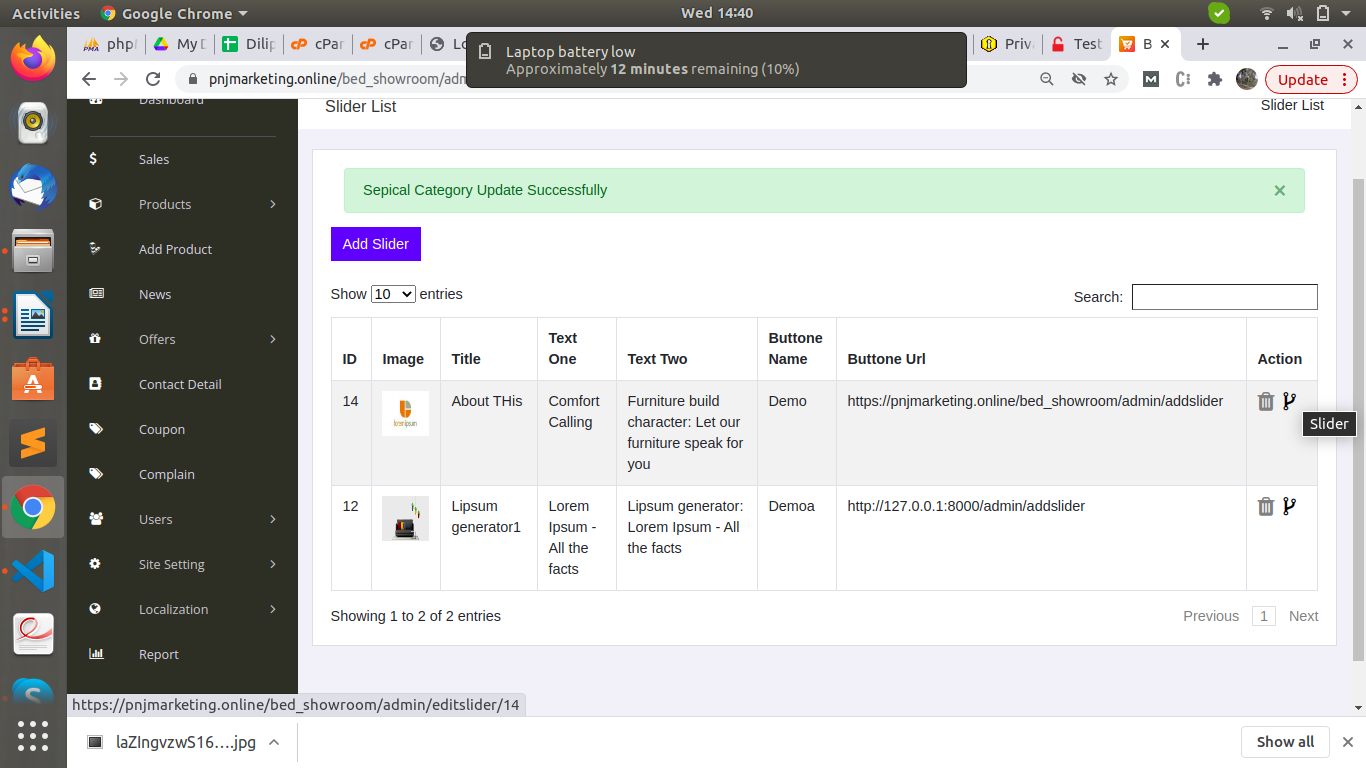 Activities
Google Chrome
Wed 14:40
phpM
My D
Dilip
cPar
cPar
Lo
Priv
Test
B
Laptop battery low
Approximately 12 minutes remaining (10%)
pnjmarketing.online/bed_showroom/adm
Update
Dashboard
Sales
Products
Add Product
News
Offers
Contact Detail
Coupon
Complain
Users
Site Setting
Localization
Report
Slider List
Slider List
Sepical Category Update Successfully
Add Slider
Show 10 entries
Search:
ID
Image
Title
Text One
Text Two
Buttone Name
Buttone Url
Action
14
lorem ipsum
About THis
Comfort
Calling
Furniture build
character: Let our
furniture speak for
you
Demo
https://pnjmarketing.online/bed_showroom/admin/addslider
Slider
12
Lipsum
generator1
Lorem
Ipsum -
All the
facts
Lipsum generator:
Lorem Ipsum - All
the facts
Demoa
http://127.0.0.1:8000/admin/addslider
Showing 1 to 2 of 2 entries
Previous
1
Next
https://pnjmarketing.online/bed_showroom/admin/editslider/14
laZIngvzwS16....jpg
Show all